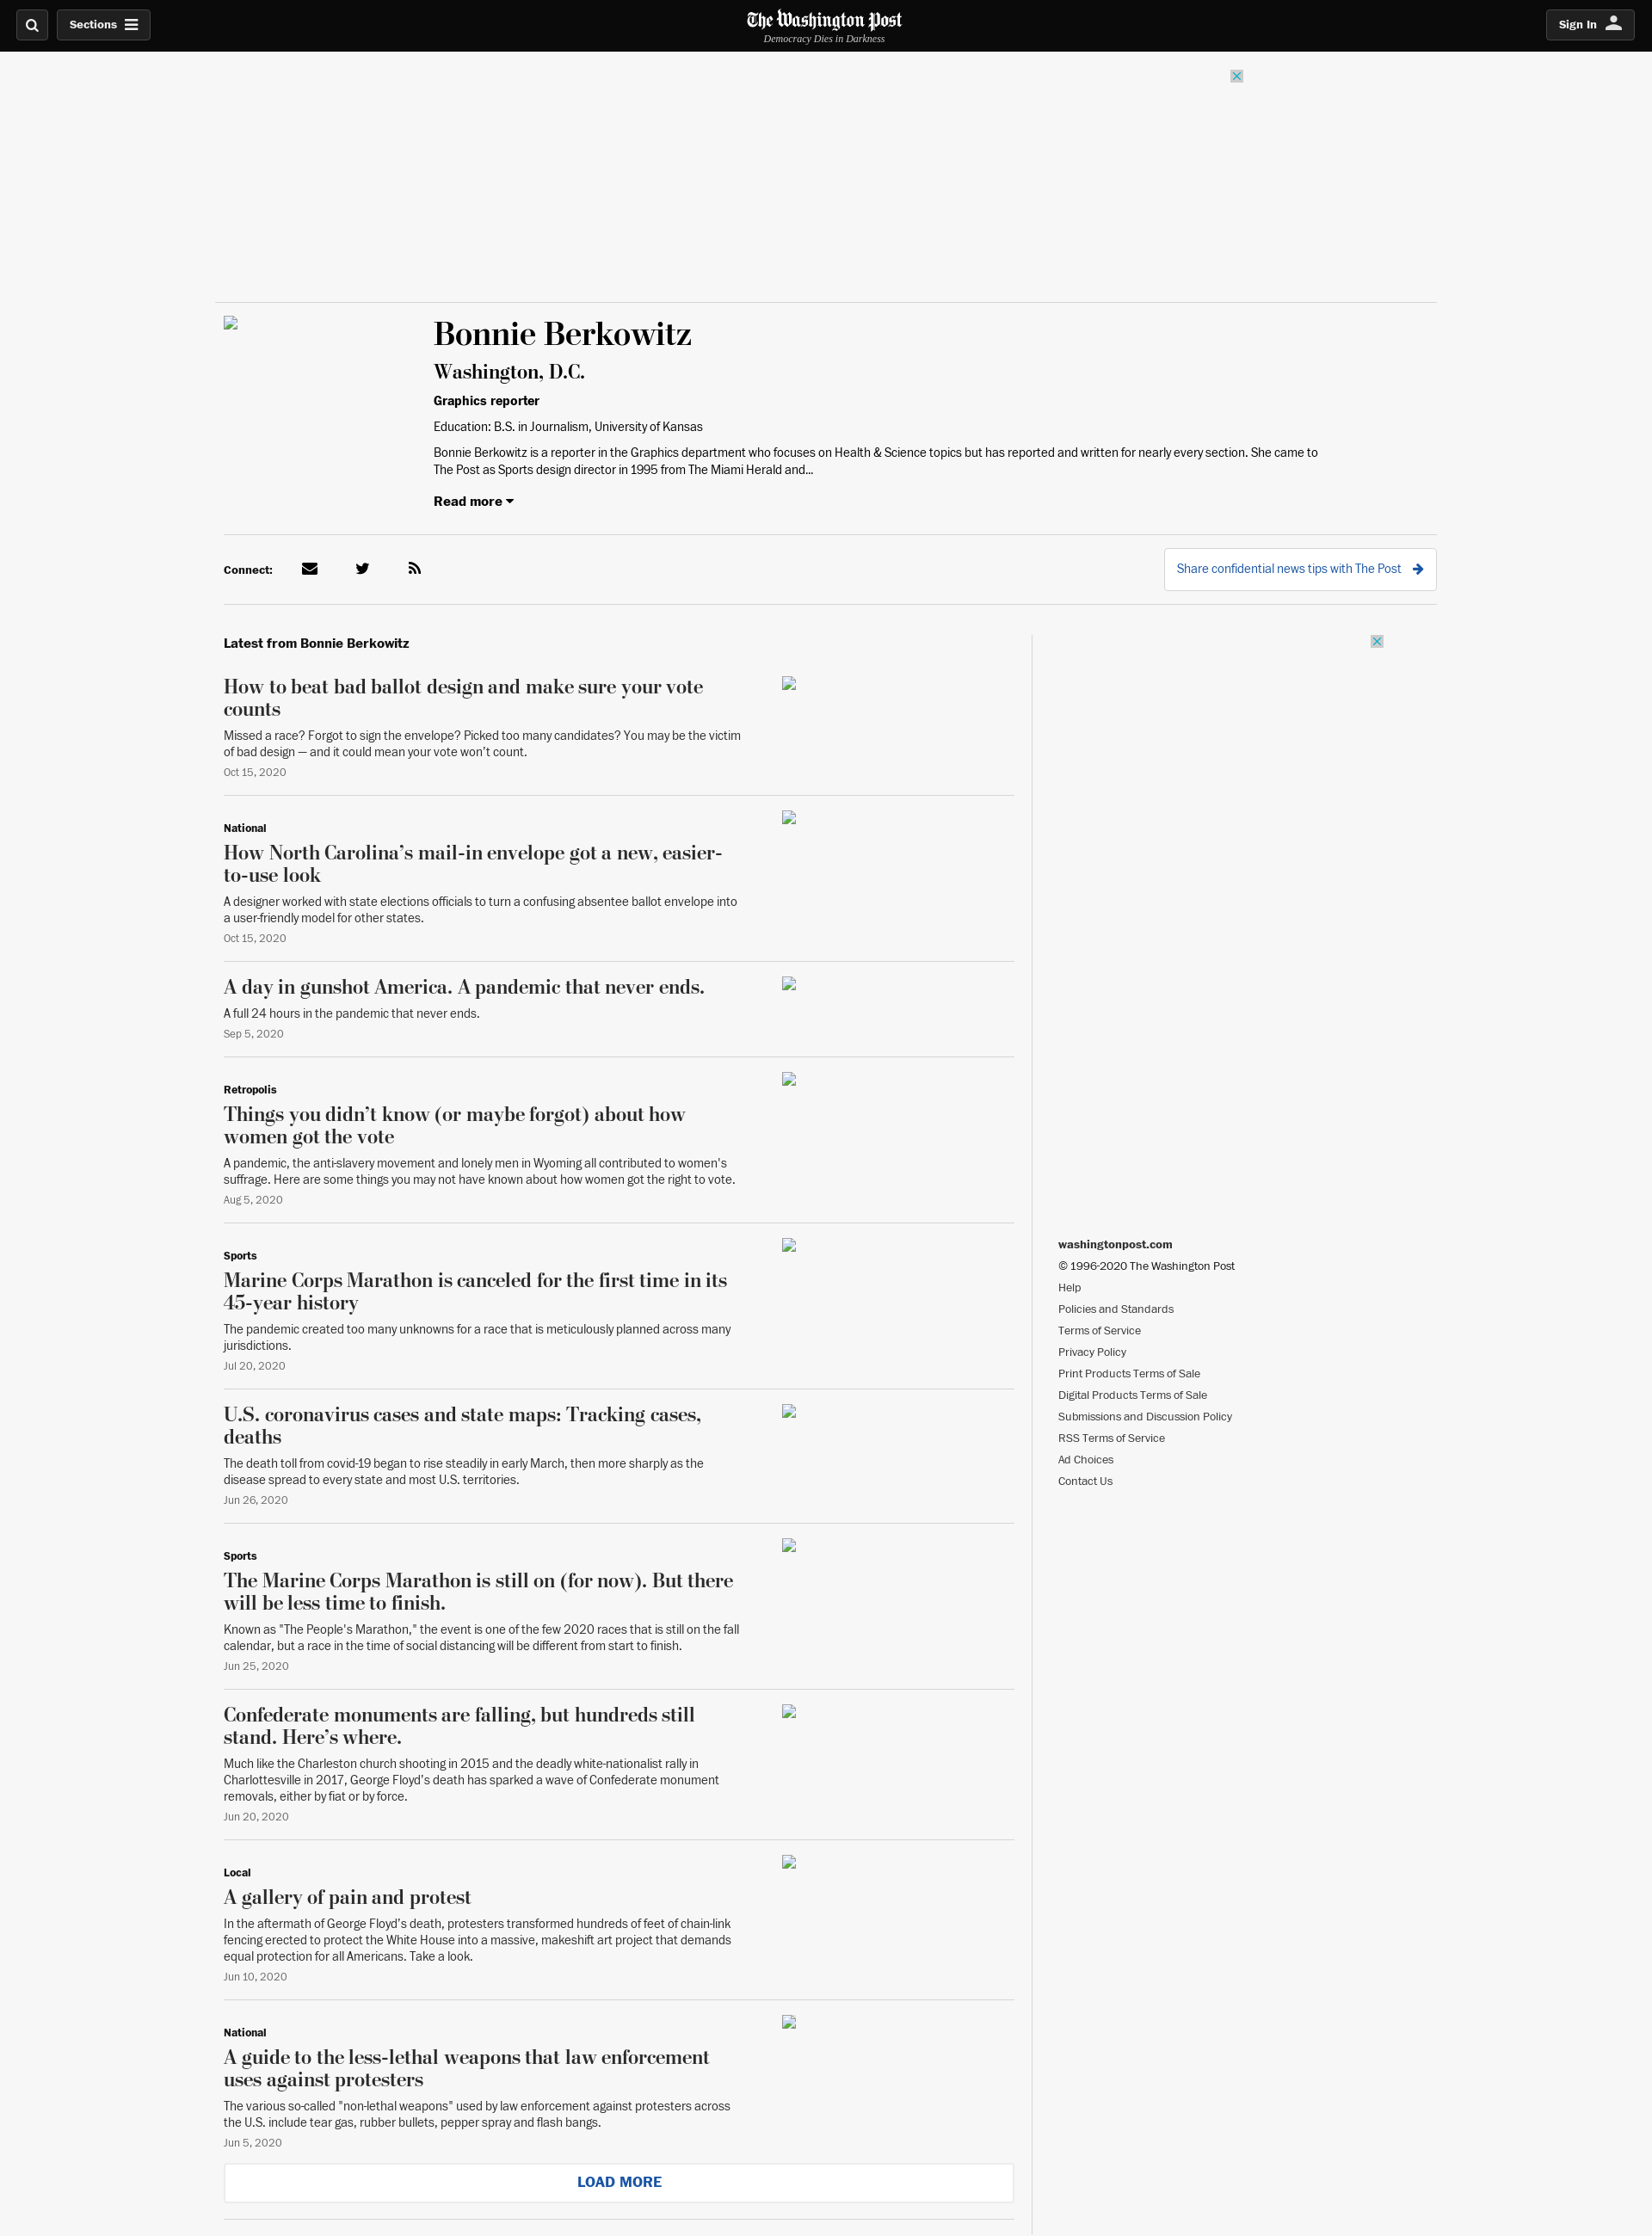 Sections
The Washington Post
Democracy Dies in Darkness
Sign In
Bonnie Berkowitz
Washington, D.C.
Graphics reporter
Education: B.S. in Journalism, University of Kansas
Bonnie Berkowitz is a reporter in the Graphics department who focuses on Health & Science topics but has reported and written for nearly every section. She came to
The Post as Sports design director in 1995 from The Miami Herald and...
Read more
Connect:
Share confidential news tips with The Post
Latest from Bonnie Berkowitz
How to beat bad ballot design and make sure your vote
counts
Missed a race? Forgot to sign the envelope? Picked too many candidates? You may be the victim
of bad design — and it could mean your vote won’t count.
Oct 15, 2020
National
How North Carolina’s mail-in envelope got a new, easier-
to-use look
A designer worked with state elections officials to turn a confusing absentee ballot envelope into
a user-friendly model for other states.
Oct 15, 2020
A day in gunshot America. A pandemic that never ends.
A full 24 hours in the pandemic that never ends.
Sep 5, 2020
Retropolis
Things you didn’t know (or maybe forgot) about how
women got the vote
A pandemic, the anti-slavery movement and lonely men in Wyoming all contributed to women's
suffrage. Here are some things you may not have known about how women got the right to vote.
Aug 5, 2020
Sports
Marine Corps Marathon is canceled for the first time in its
45-year history
The pandemic created too many unknowns for a race that is meticulously planned across many
jurisdictions.
Jul 20, 2020
U.S. coronavirus cases and state maps: Tracking cases,
deaths
The death toll from covid-19 began to rise steadily in early March, then more sharply as the
disease spread to every state and most U.S. territories.
Jun 26, 2020
Sports
The Marine Corps Marathon is still on (for now). But there
will be less time to finish.
Known as "The People's Marathon," the event is one of the few 2020 races that is still on the fall
calendar, but a race in the time of social distancing will be different from start to finish.
Jun 25, 2020
Confederate monuments are falling, but hundreds still
stand. Here’s where.
Much like the Charleston church shooting in 2015 and the deadly white-nationalist rally in
Charlottesville in 2017, George Floyd’s death has sparked a wave of Confederate monument
removals, either by fiat or by force.
Jun 20, 2020
Local
A gallery of pain and protest
In the aftermath of George Floyd’s death, protesters transformed hundreds of feet of chain-link
fencing erected to protect the White House into a massive, makeshift art project that demands
equal protection for all Americans. Take a look.
Jun 10, 2020
National
A guide to the less-lethal weapons that law enforcement
uses against protesters
The various so-called "non-lethal weapons" used by law enforcement against protesters across
the U.S. include tear gas, rubber bullets, pepper spray and flash bangs.
Jun 5, 2020
LOAD MORE
washingtonpost.com
© 1996-2020 The Washington Post
Help
Policies and Standards
Terms of Service
Privacy Policy
Print Products Terms of Sale
Digital Products Terms of Sale
Submissions and Discussion Policy
RSS Terms of Service
Ad Choices
Contact Us